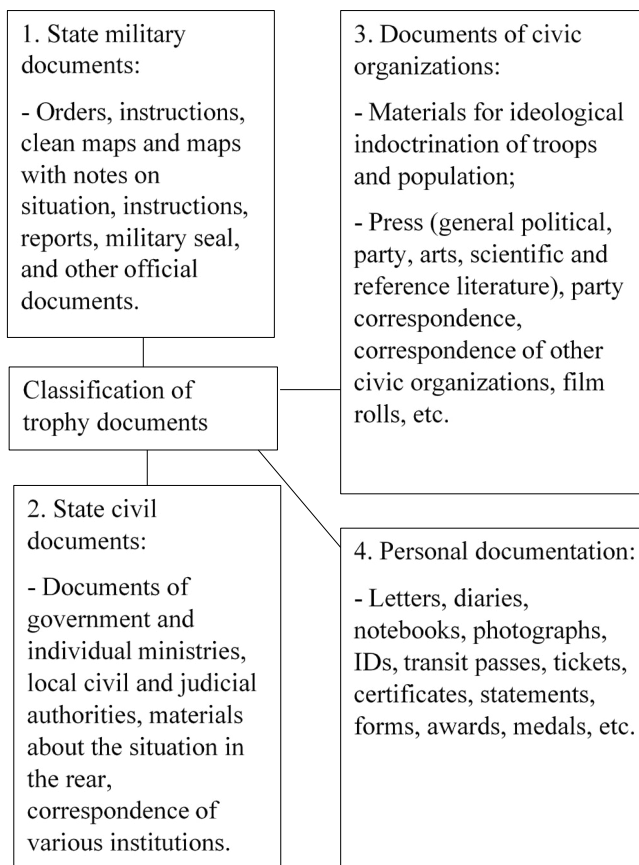 1. State military
documents:
- Orders, instructions,
clean maps and maps
with notes on
situation, instructions,
reports, military seal,
and other official
documents.
Classification of
trophy documents
2. State civil
documents:
- Documents of
government and
individual ministries,
local civil and judicial
authorities, materials
about the situation in
the rear,
correspondence of
various institutions.
3. Documents of civic
organizations:
- Materials for ideological
indoctrination of troops
and population;
- Press (general political,
party, arts, scientific and
reference literature), party
correspondence,
correspondence of other
civic organizations, film
rolls, etc.
4. Personal documentation:
- Letters, diaries,
notebooks, photographs,
IDs, transit passes, tickets,
certificates, statements,
forms, awards, medals, etc.